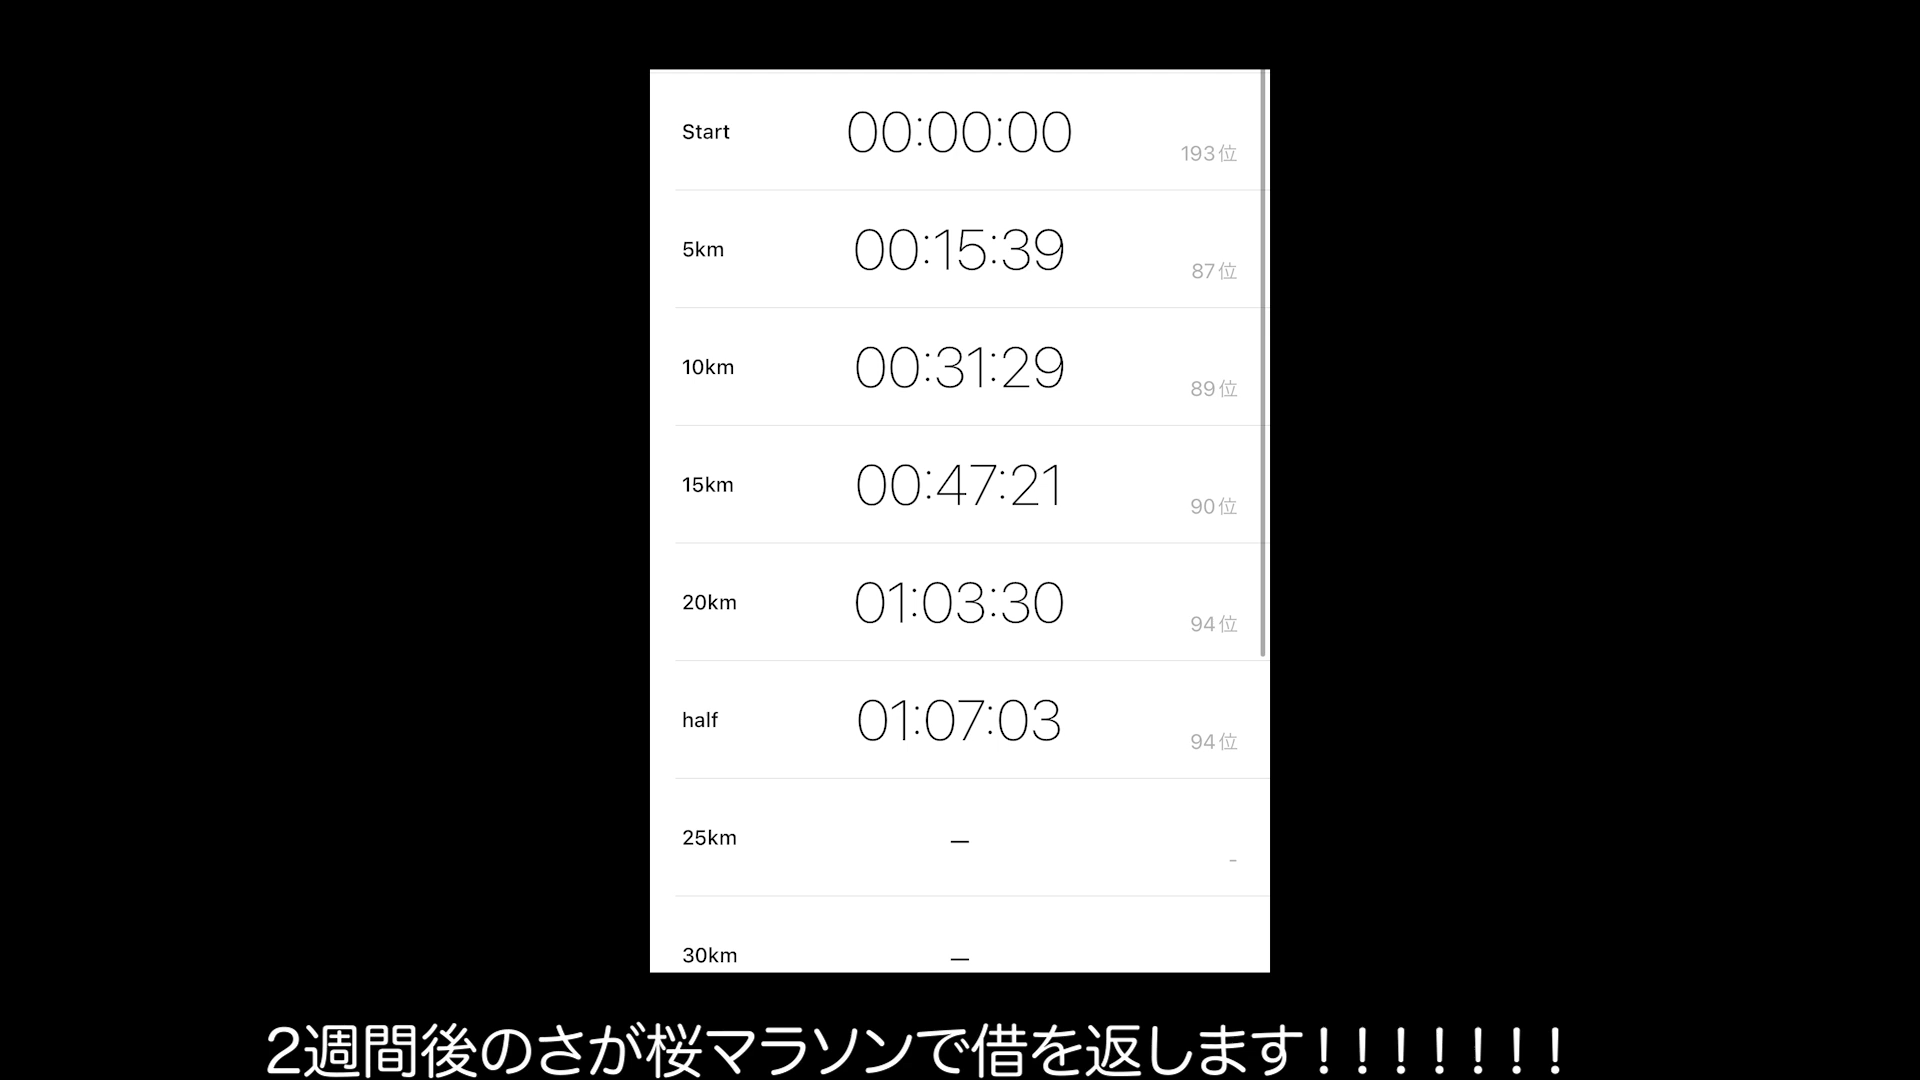 Start 00:00:00 193位
5km 00:15:39 87位
10km 00:31:29 89位
15km 00:47:21 90位
20km 01:03:30 94位
half 01:07:03 94位
25km – -
30km –
2週間後のさが桜マラソンで借を返します！！！！！！！